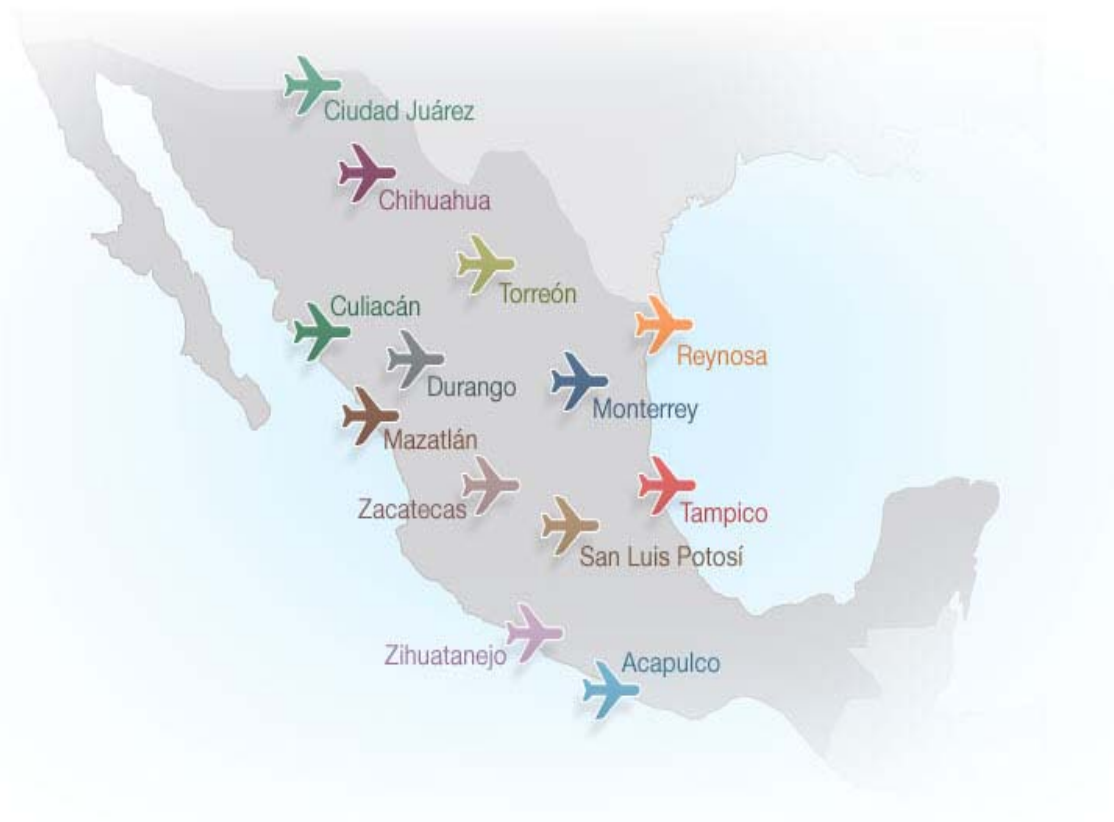 Ciudad Juárez
Chihuahua
Torreón
Culiacán
Reynosa
Durango
Monterrey
Mazatlán
Zacatecas
Tampico
San Luis Potosí
Zihuatanejo
Acapulco